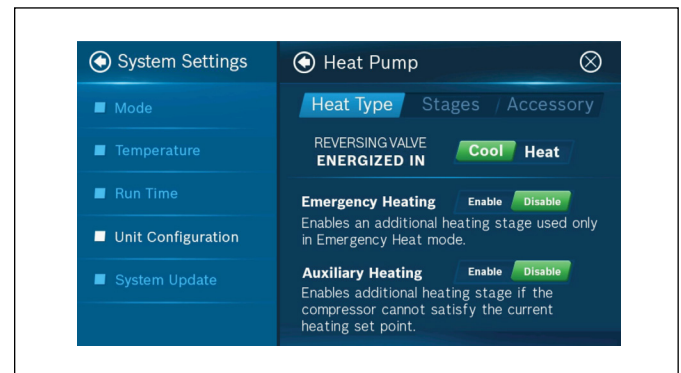 System Settings
Mode
Temperature
Run Time
Unit Configuration
System Update
Heat Pump
Heat Type Stages / Accessory
REVERSING VALVE
ENERGIZED IN
Cool Heat
Emergency Heating Enable Disable
Enables an additional heating stage used only
in Emergency Heat mode.
Auxiliary Heating Enable Disable
Enables additional heating stage if the
compressor cannot satisfy the current
heating set point.